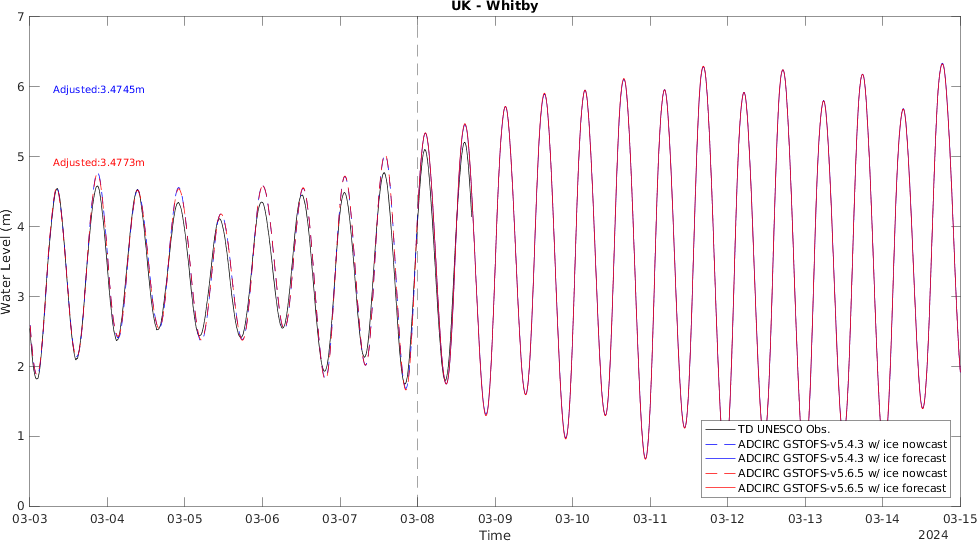 UK - Whitby
7
6
5
4
3
2
1
0
Water Level (m)
Adjusted:3.4745m
Adjusted:3.4773m
TD UNESCO Obs.
ADCIRC GSTOFS-v5.4.3 w/ ice nowcast
ADCIRC GSTOFS-v5.4.3 w/ ice forecast
ADCIRC GSTOFS-v5.6.5 w/ ice nowcast
ADCIRC GSTOFS-v5.6.5 w/ ice forecast
03-03 03-04 03-05 03-06 03-07 03-08 03-09 03-10 03-11 03-12 03-13 03-14 03-15
Time
2024